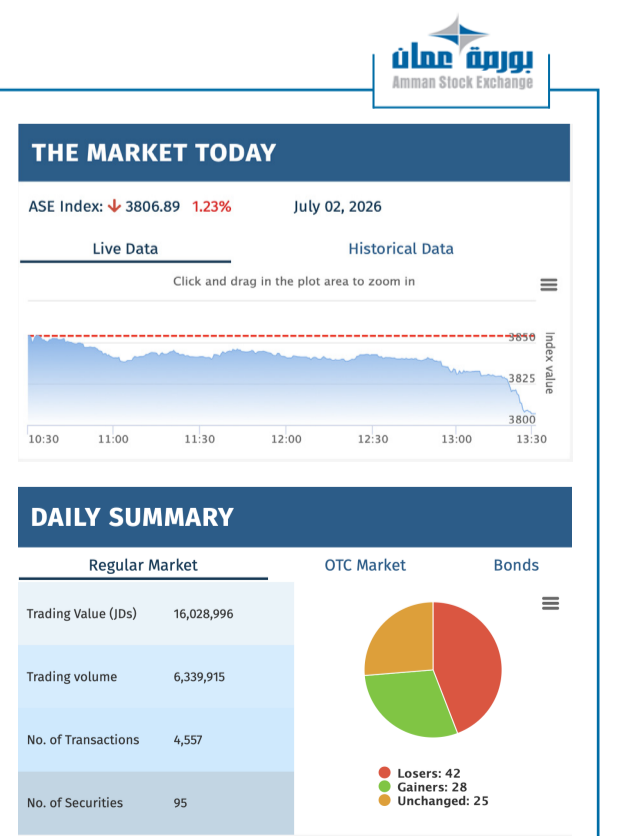 بورصة عمان
Amman Stock Exchange
THE MARKET TODAY
ASE Index: 3806.89 1.23% July 02, 2026
Live Data Historical Data
Click and drag in the plot area to zoom in
3850
3825
3800
Index value
10:30 11:00 11:30 12:00 12:30 13:00 13:30
DAILY SUMMARY
Regular Market OTC Market Bonds
Trading Value (JDs) 16,028,996
Trading volume 6,339,915
No. of Transactions 4,557
No. of Securities 95
Losers: 42
Gainers: 28
Unchanged: 25